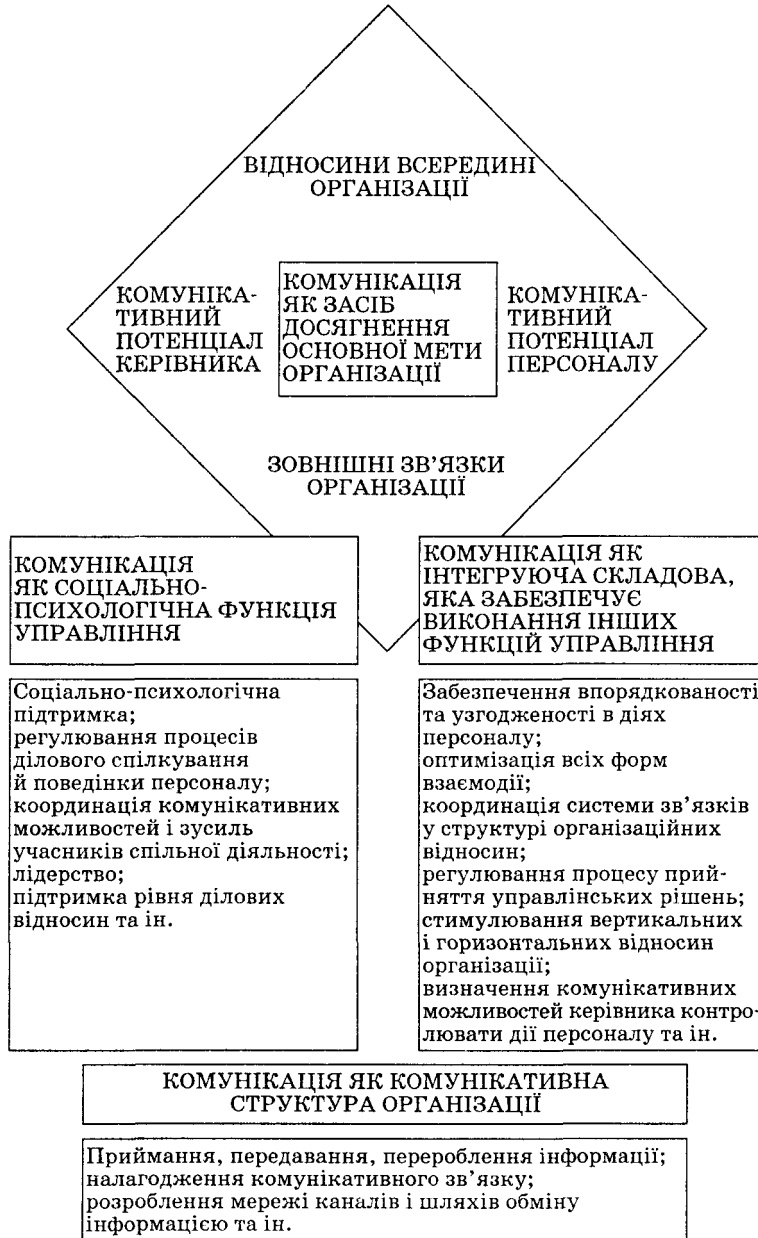 ВІДНОСИНИ ВСЕРЕДИНІ
ОРГАНІЗАЦІЇ
КОМУНІКА-
ТИВНИЙ
ПОТЕНЦІАЛ
КЕРІВНИКА
КОМУНІКАЦІЯ
ЯК ЗАСІБ
ДОСЯГНЕННЯ
ОСНОВНОЇ МЕТИ
ОРГАНІЗАЦІЇ
КОМУНІКА-
ТИВНИЙ
ПОТЕНЦІАЛ
ПЕРСОНАЛУ
ЗОВНІШНІ ЗВ'ЯЗКИ
ОРГАНІЗАЦІЇ
КОМУНІКАЦІЯ
ЯК СОЦІАЛЬНО-
ПСИХОЛОГІЧНА ФУНКЦІЯ
УПРАВЛІННЯ
Соціально-психологічна
підтримка;
регулювання процесів
ділового спілкування
й поведінки персоналу;
координація комунікативних
можливостей і зусиль
учасників спільної діяльності;
лідерство;
підтримка рівня ділових
відносин та ін.
КОМУНІКАЦІЯ ЯК
ІНТЕГРУЮЧА СКЛАДОВА,
ЯКА ЗАБЕЗПЕЧУЄ
ВИКОНАННЯ ІНШИХ
ФУНКЦІЙ УПРАВЛІННЯ
Забезпечення впорядкованості
та узгодженості в діях
персоналу;
оптимізація всіх форм
взаємодії;
координація системи зв'язків
у структурі організаційних
відносин;
регулювання процесу прий-
няття управлінських рішень;
стимулювання вертикальних
і горизонтальних відносин
організації;
визначення комунікативних
можливостей керівника контро-
лювати дії персоналу та ін.
КОМУНІКАЦІЯ ЯК КОМУНІКАТИВНА
СТРУКТУРА ОРГАНІЗАЦІЇ
Приймання, передавання, перероблення інформації;
налагодження комунікативного зв'язку;
розроблення мережі каналів і шляхів обміну
інформацією та ін.